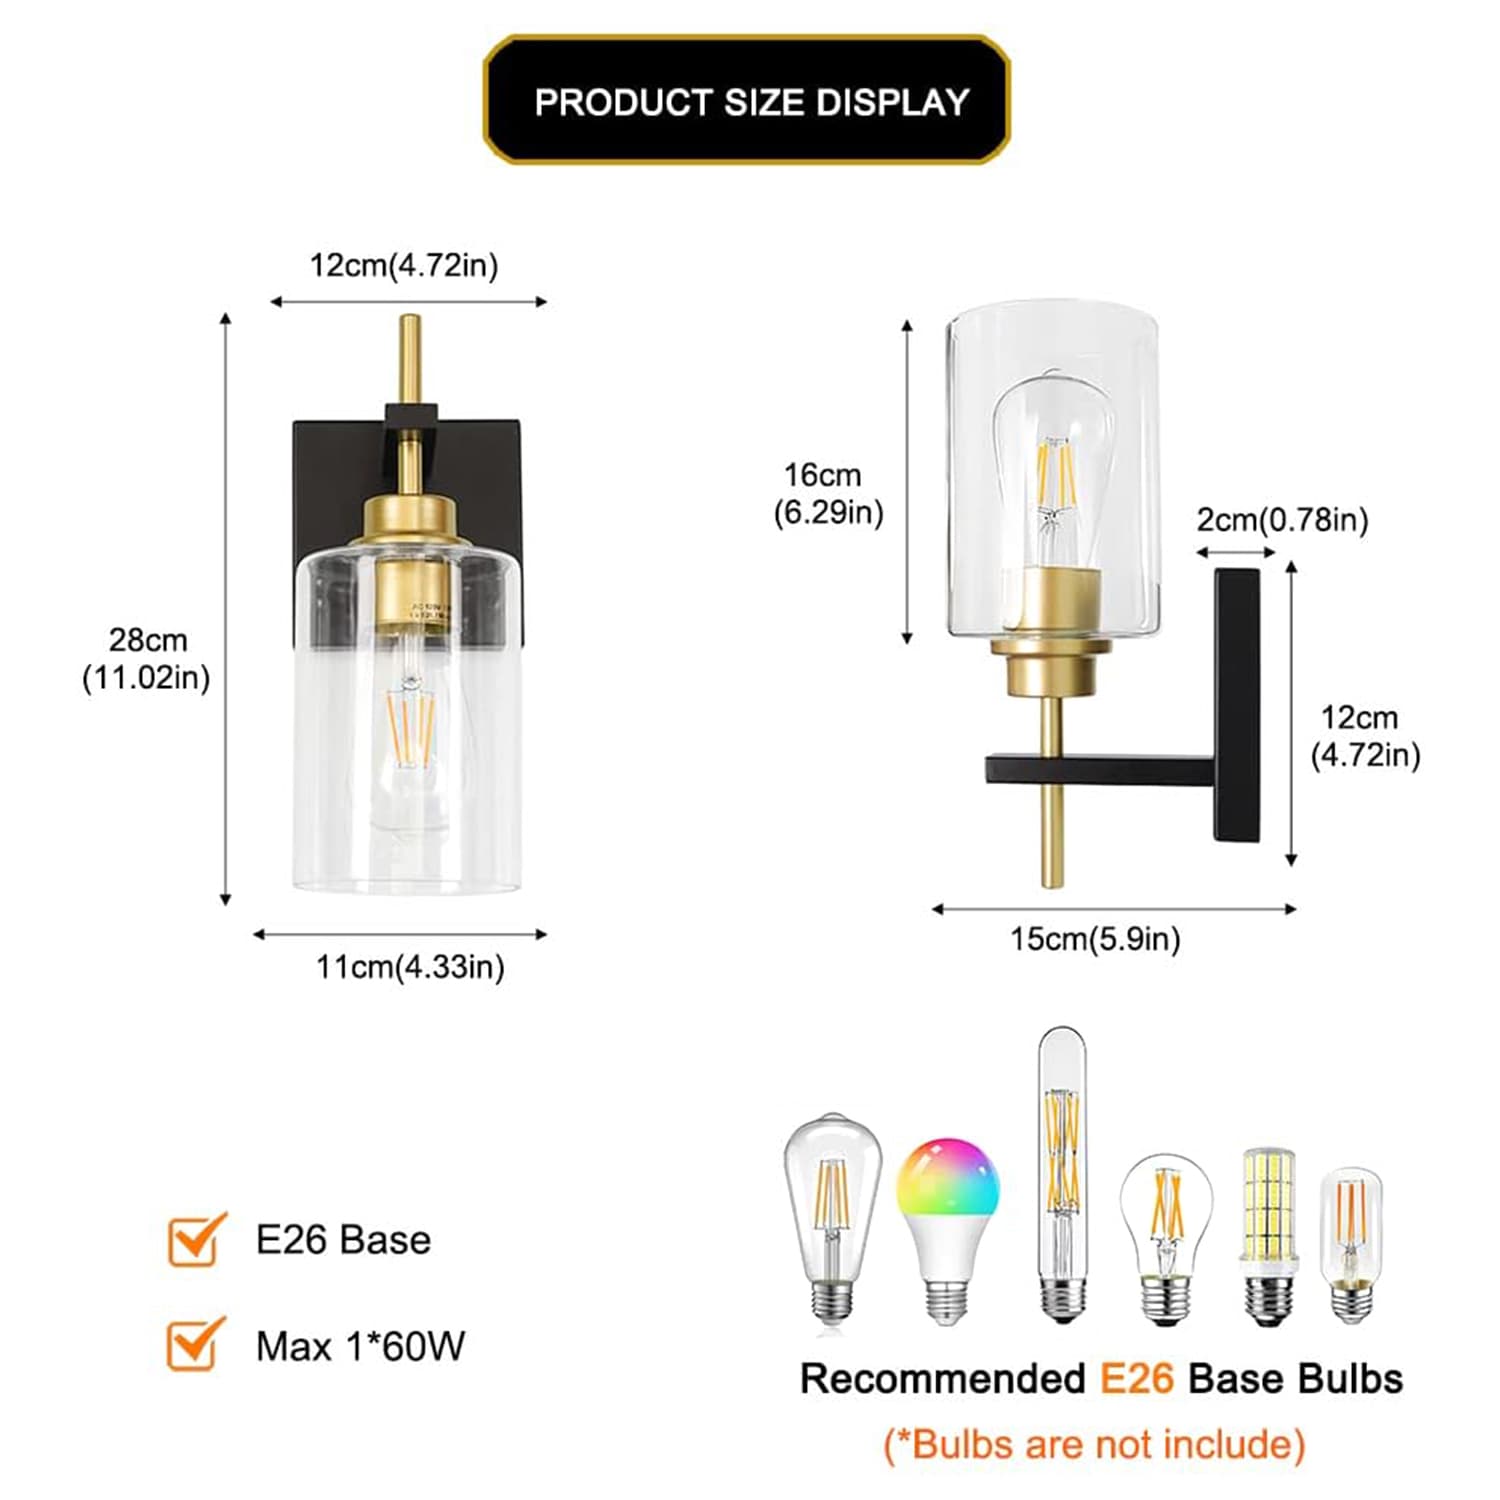 PRODUCT SIZE DISPLAY
12cm(4.72in)
28cm
(11.02in)
11cm(4.33in)
16cm
(6.29in)
2cm(0.78in)
12cm
(4.72in)
15cm(5.9in)
E26 Base
Max 1*60W
Recommended E26 Base Bulbs
(*Bulbs are not include)